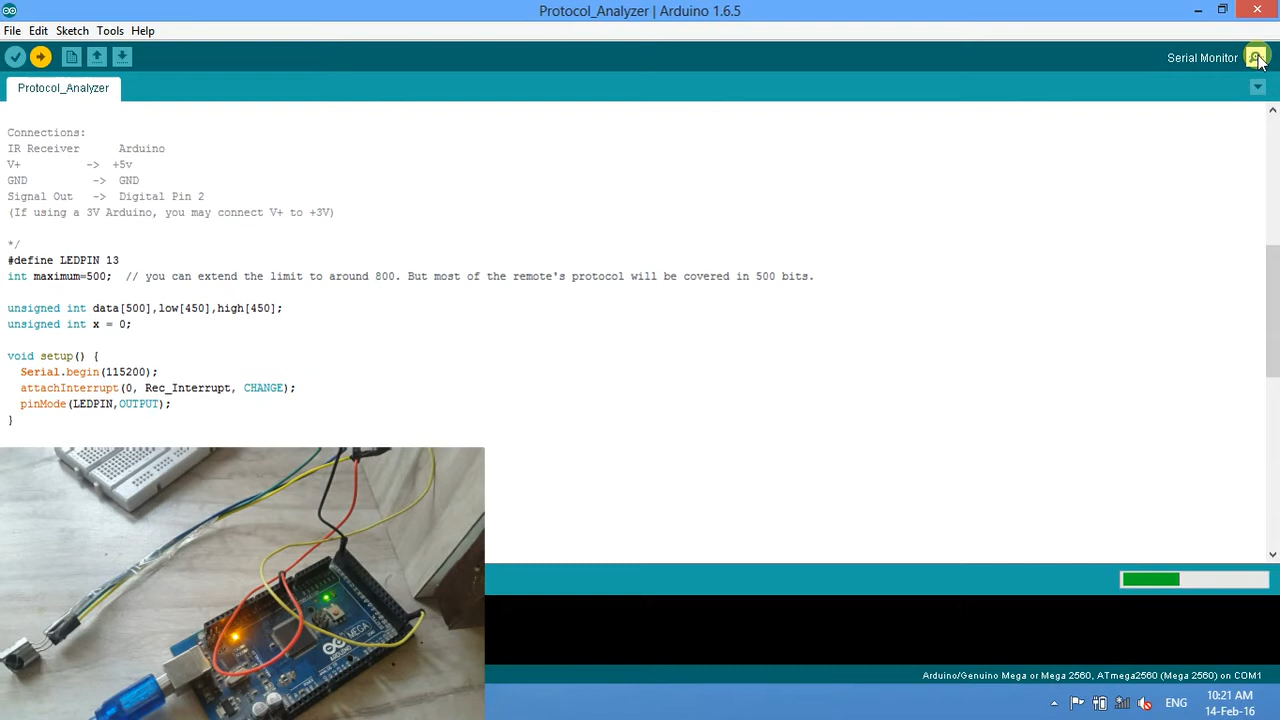 Protocol_Analyzer | Arduino 1.6.5
File Edit Sketch Tools Help
Serial Monitor
Protocol_Analyzer
Connections:
IR Receiver Arduino
V+ -> +5v
GND -> GND
Signal Out -> Digital Pin 2
(If using a 3V Arduino, you may connect V+ to +3V)
*/
#define LEDPIN 13
int maximum=500; // you can extend the limit to around 800. But most of the remote's protocol will be covered in 500 bits.
unsigned int data[500],low[450],high[450];
unsigned int x = 0;
void setup() {
Serial.begin(115200);
attachInterrupt(0, Rec_Interrupt, CHANGE);
pinMode(LEDPIN,OUTPUT);
}
ARDUINO
MEGA
Arduino/Genuino Mega or Mega 2560, ATmega2560 (Mega 2560) on COM1
ENG
10:21 AM
14-Feb-16